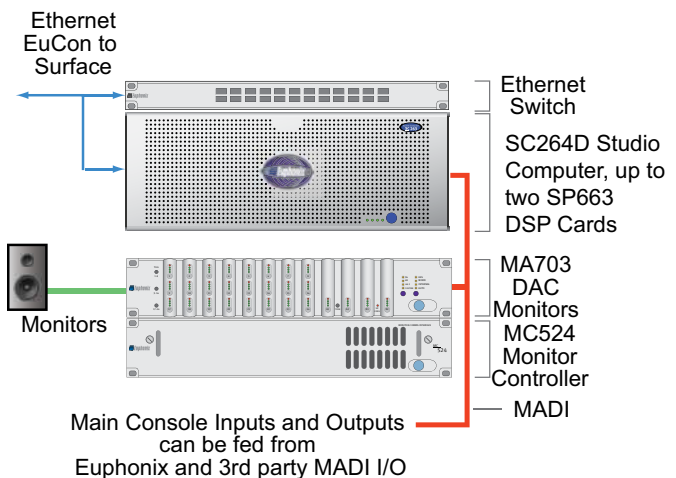 Ethernet
EuCon to
Surface
Ethernet
Switch
SC264D Studio
Computer, up to
two SP663
DSP Cards
Euphonix
MA703
DAC
Monitors
Monitors
MC524
Monitor
Controller
MADI
Main Console Inputs and Outputs
can be fed from
Euphonix and 3rd party MADI I/O